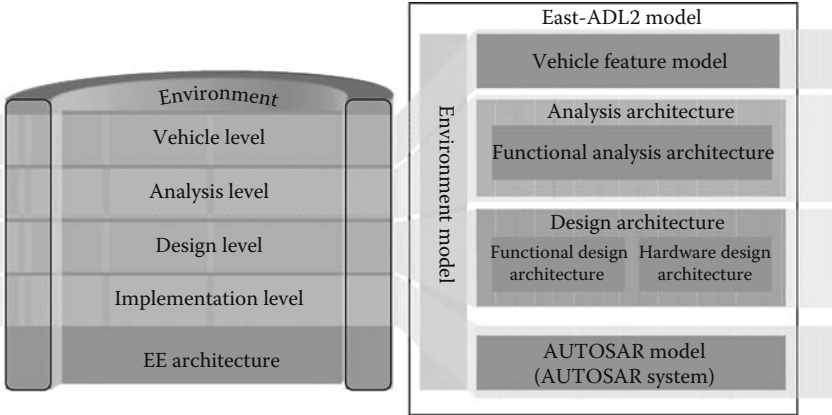 Environment
Vehicle level
Analysis level
Design level
Implementation level
EE architecture
East-ADL2 model
Environment model
Vehicle feature model
Analysis architecture
Functional analysis architecture
Design architecture
Functional design
architecture
Hardware design
architecture
AUTOSAR model
(AUTOSAR system)